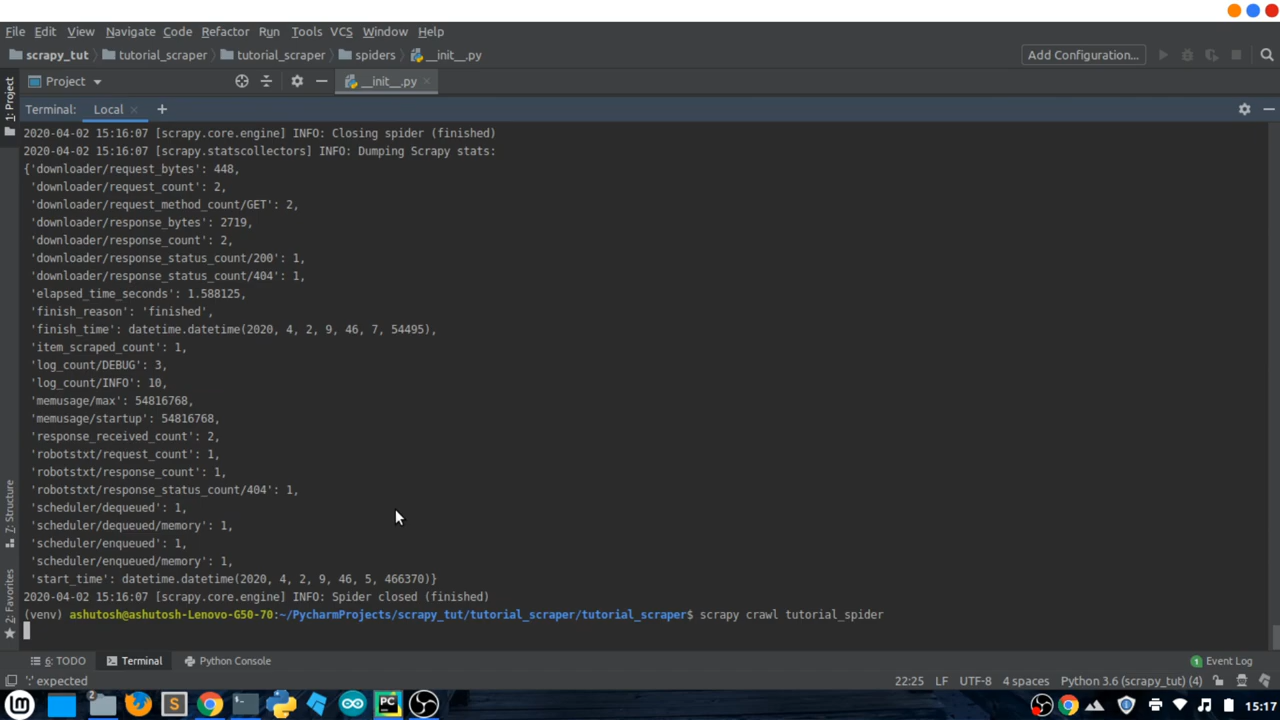 File Edit View Navigate Code Refactor Run Tools VCS Window Help
scrapy_tut tutorial_scraper tutorial_scraper spiders __init__.py Add Configuration...
1: Project Project __init__.py
Terminal: Local +
2020-04-02 15:16:07 [scrapy.core.engine] INFO: Closing spider (finished)
2020-04-02 15:16:07 [scrapy.statscollectors] INFO: Dumping Scrapy stats:
{'downloader/request_bytes': 448,
'downloader/request_count': 2,
'downloader/request_method_count/GET': 2,
'downloader/response_bytes': 2719,
'downloader/response_count': 2,
'downloader/response_status_count/200': 1,
'downloader/response_status_count/404': 1,
'elapsed_time_seconds': 1.588125,
'finish_reason': 'finished',
'finish_time': datetime.datetime(2020, 4, 2, 9, 46, 7, 54495),
'item_scraped_count': 1,
'log_count/DEBUG': 3,
'log_count/INFO': 10,
'memusage/max': 54816768,
'memusage/startup': 54816768,
'response_received_count': 2,
'robotstxt/request_count': 1,
'robotstxt/response_count': 1,
'robotstxt/response_status_count/404': 1,
'scheduler/dequeued': 1,
'scheduler/dequeued/memory': 1,
'scheduler/enqueued': 1,
'scheduler/enqueued/memory': 1,
'start_time': datetime.datetime(2020, 4, 2, 9, 46, 5, 466370)}
2020-04-02 15:16:07 [scrapy.core.engine] INFO: Spider closed (finished)
(venv) ashutosh@ashutosh-Lenovo-G50-70:~/PycharmProjects/scrapy_tut/tutorial_scraper/tutorial_scraper$ scrapy crawl tutorial_spider
7: Structure
2: Favorites
6: TODO Terminal Python Console 1 Event Log
':' expected 22:25 LF UTF-8 4 spaces Python 3.6 (scrapy_tut) (4)
2 S PC 15:17